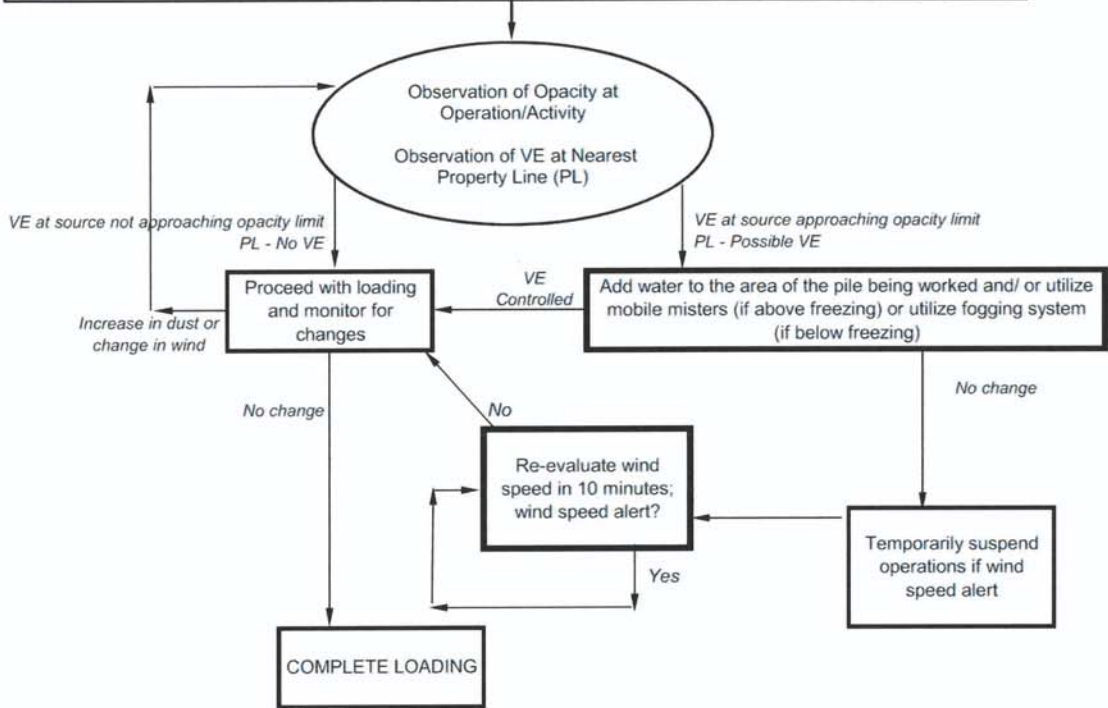 Observation of Opacity at
Operation/Activity
Observation of VE at Nearest
Property Line (PL)
VE at source not approaching opacity limit
PL - No VE
VE at source approaching opacity limit
PL - Possible VE
Proceed with loading
and monitor for
changes
VE
Controlled
Add water to the area of the pile being worked and/ or utilize
mobile misters (if above freezing) or utilize fogging system
(if below freezing)
Increase in dust or
change in wind
No change
No
No change
Re-evaluate wind
speed in 10 minutes;
wind speed alert?
Temporarily suspend
operations if wind
speed alert
Yes
COMPLETE LOADING